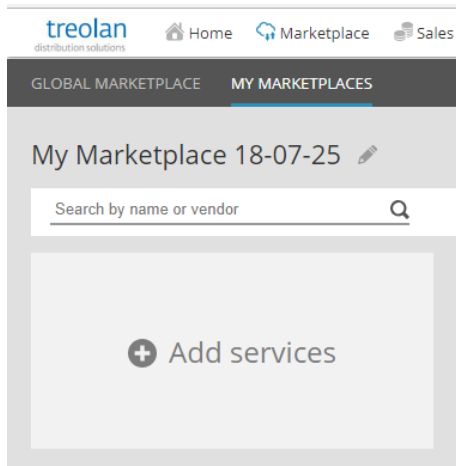 treolan
distribution solutions
Home Marketplace Sales
GLOBAL MARKETPLACE MY MARKETPLACES
My Marketplace 18-07-25
Search by name or vendor
Add services